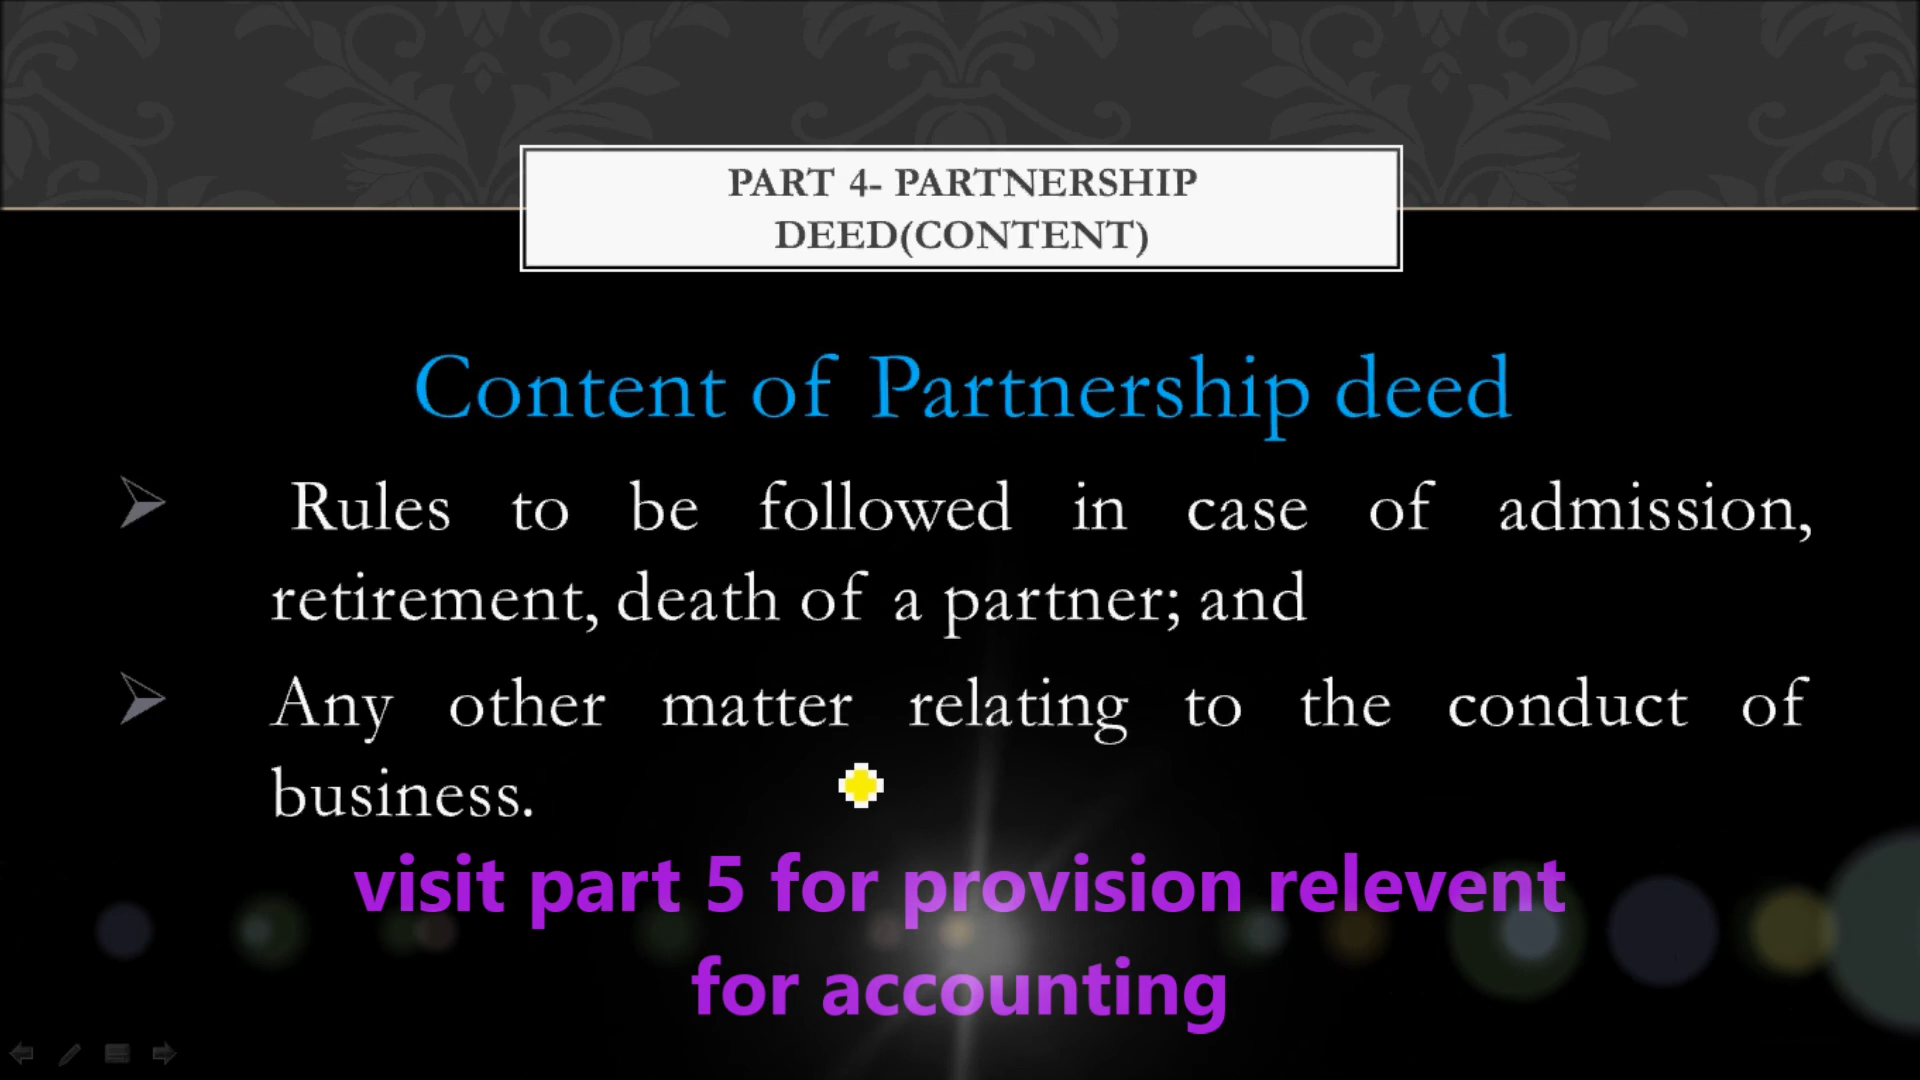 PART 4- PARTNERSHIP
DEED(CONTENT)
Content of Partnership deed
Rules to be followed in case of admission,
retirement, death of a partner; and
Any other matter relating to the conduct of
business.
visit part 5 for provision relevent
for accounting